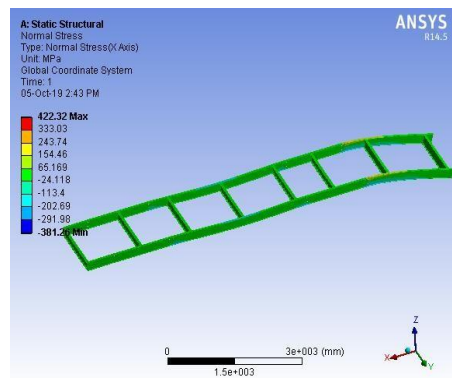 A: Static Structural
Normal Stress
Type: Normal Stress(X Axis)
Unit: MPa
Global Coordinate System
Time: 1
05-Oct-19 2:43 PM
ANSYS
R14.5
422.32 Max
333.03
243.74
154.46
65.169
-24.118
-113.4
-202.69
-291.98
-381.26 Min
0 3e+003 (mm)
1.5e+003
Z
X
Y